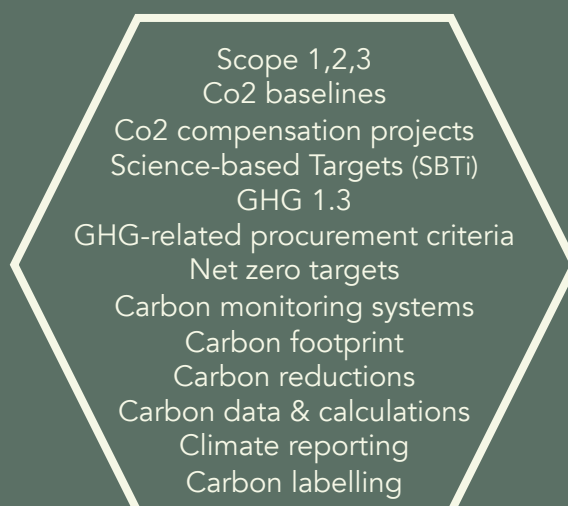 Scope 1,2,3
Co2 baselines
Co2 compensation projects
Science-based Targets (SBTi)
GHG 1.3
GHG-related procurement criteria
Net zero targets
Carbon monitoring systems
Carbon footprint
Carbon reductions
Carbon data & calculations
Climate reporting
Carbon labelling